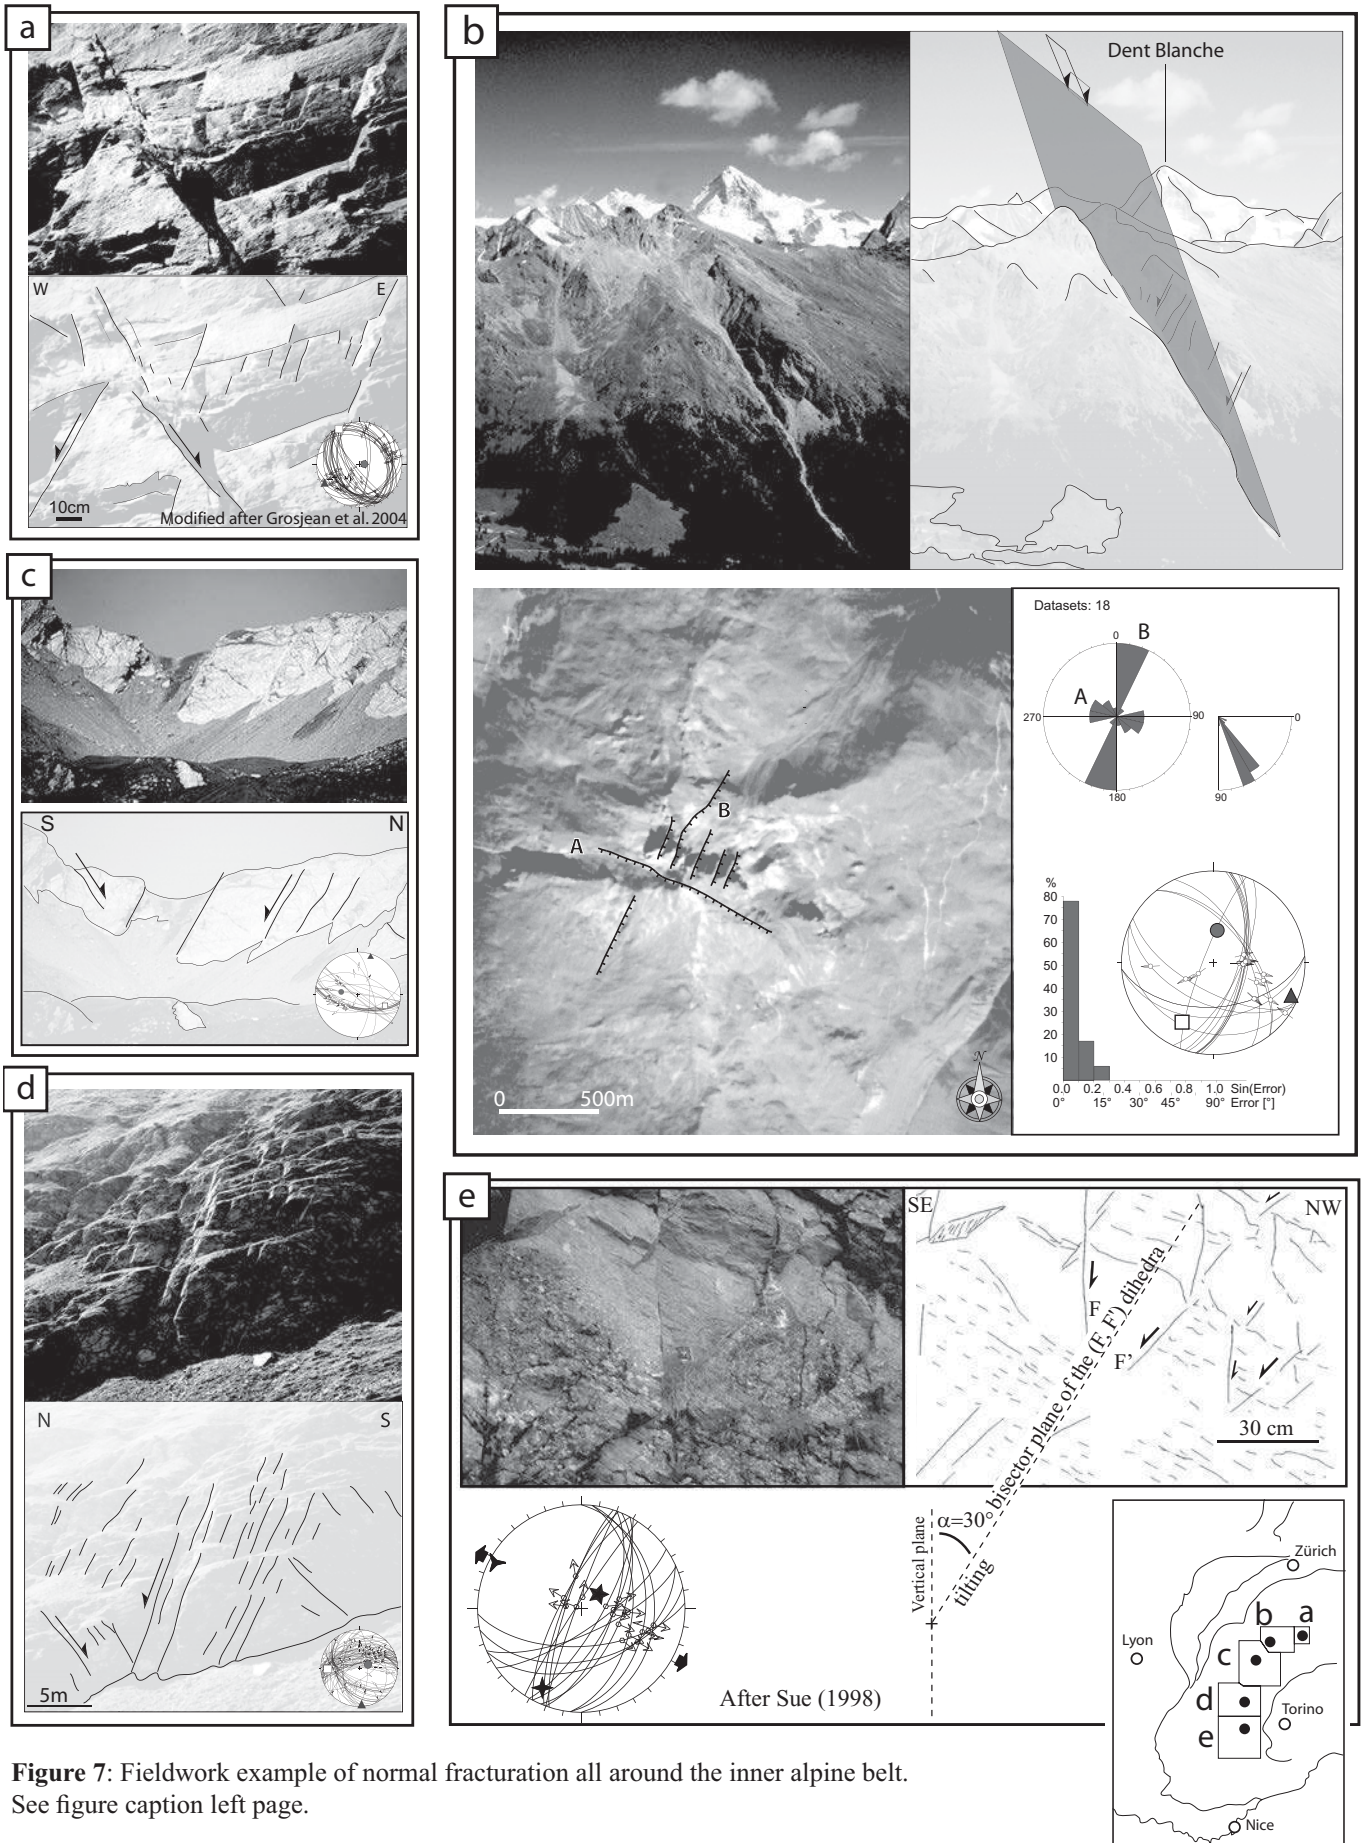 a
W
E
10cm
Modified after Grosjean et al. 2004
b
Dent Blanche
A
B
0 500m
N
Datasets: 18
0
B
A
270
90
180
0
90
%
80
70
60
50
40
30
20
10
0.0 0.2 0.4 0.6 0.8 1.0 Sin(Error)
0° 15° 30° 45° 90° Error [°]
c
S
N
d
N
S
5m
e
SE
NW
F
F'
bisector plane of the (F, F') dihedra
30 cm
α=30°
Vertical plane
tilting
After Sue (1998)
Zürich
b
a
Lyon
c
d
Torino
e
Nice
Figure 7: Fieldwork example of normal fracturation all around the inner alpine belt.
See figure caption left page.